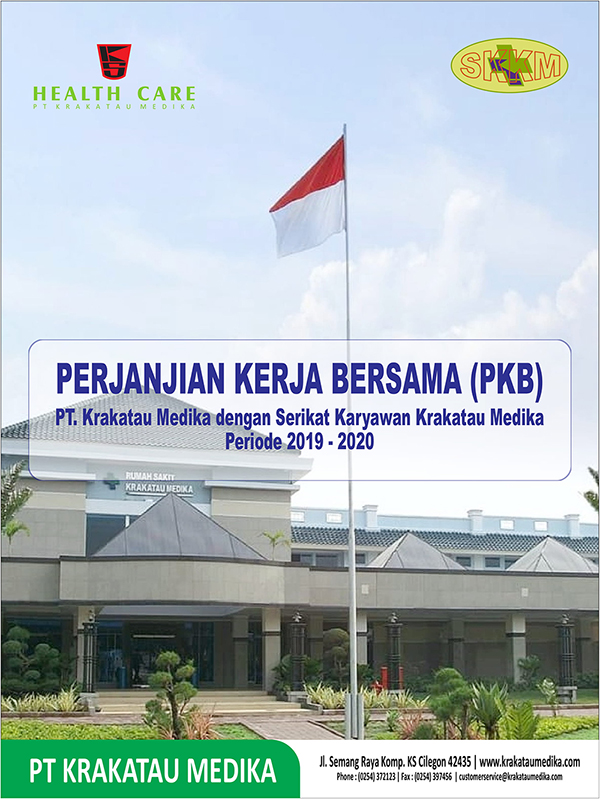 HEALTH CARE
PT KRAKATAU MEDIKA
SKKM
PERJANJIAN KERJA BERSAMA (PKB)
PT. Krakatau Medika dengan Serikat Karyawan Krakatau Medika
Periode 2019 - 2020
RUMAH SAKIT
KRAKATAU MEDIKA
PT KRAKATAU MEDIKA
Jl. Semang Raya Komp. KS Cilegon 42435 | www.krakataumedika.com
Phone : (0254) 372123 | Fax : (0254) 397456 | customerservice@krakataumedika.com